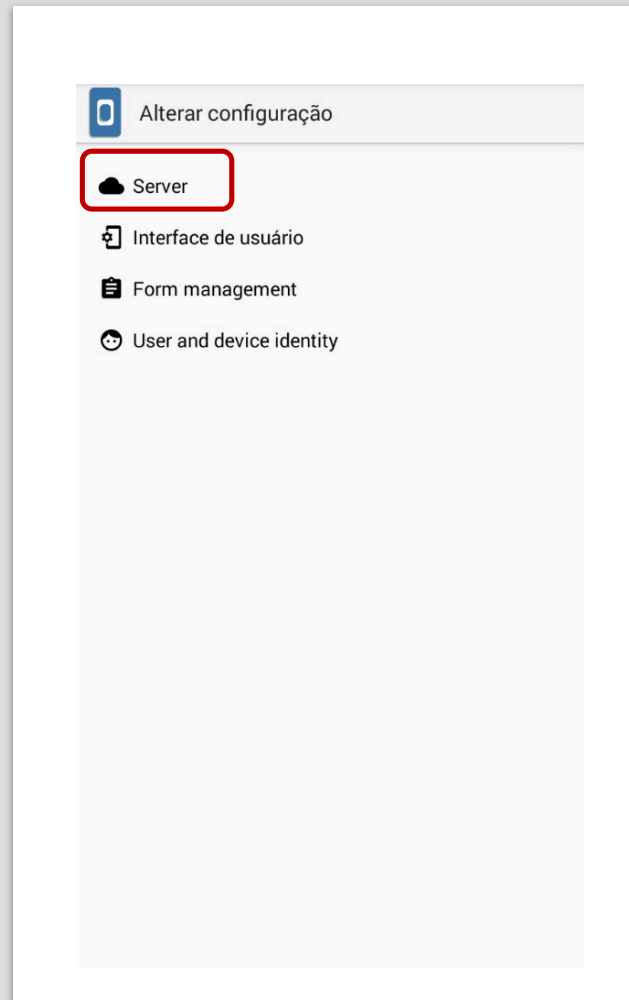 Alterar configuração
Server
Interface de usuário
Form management
User and device identity